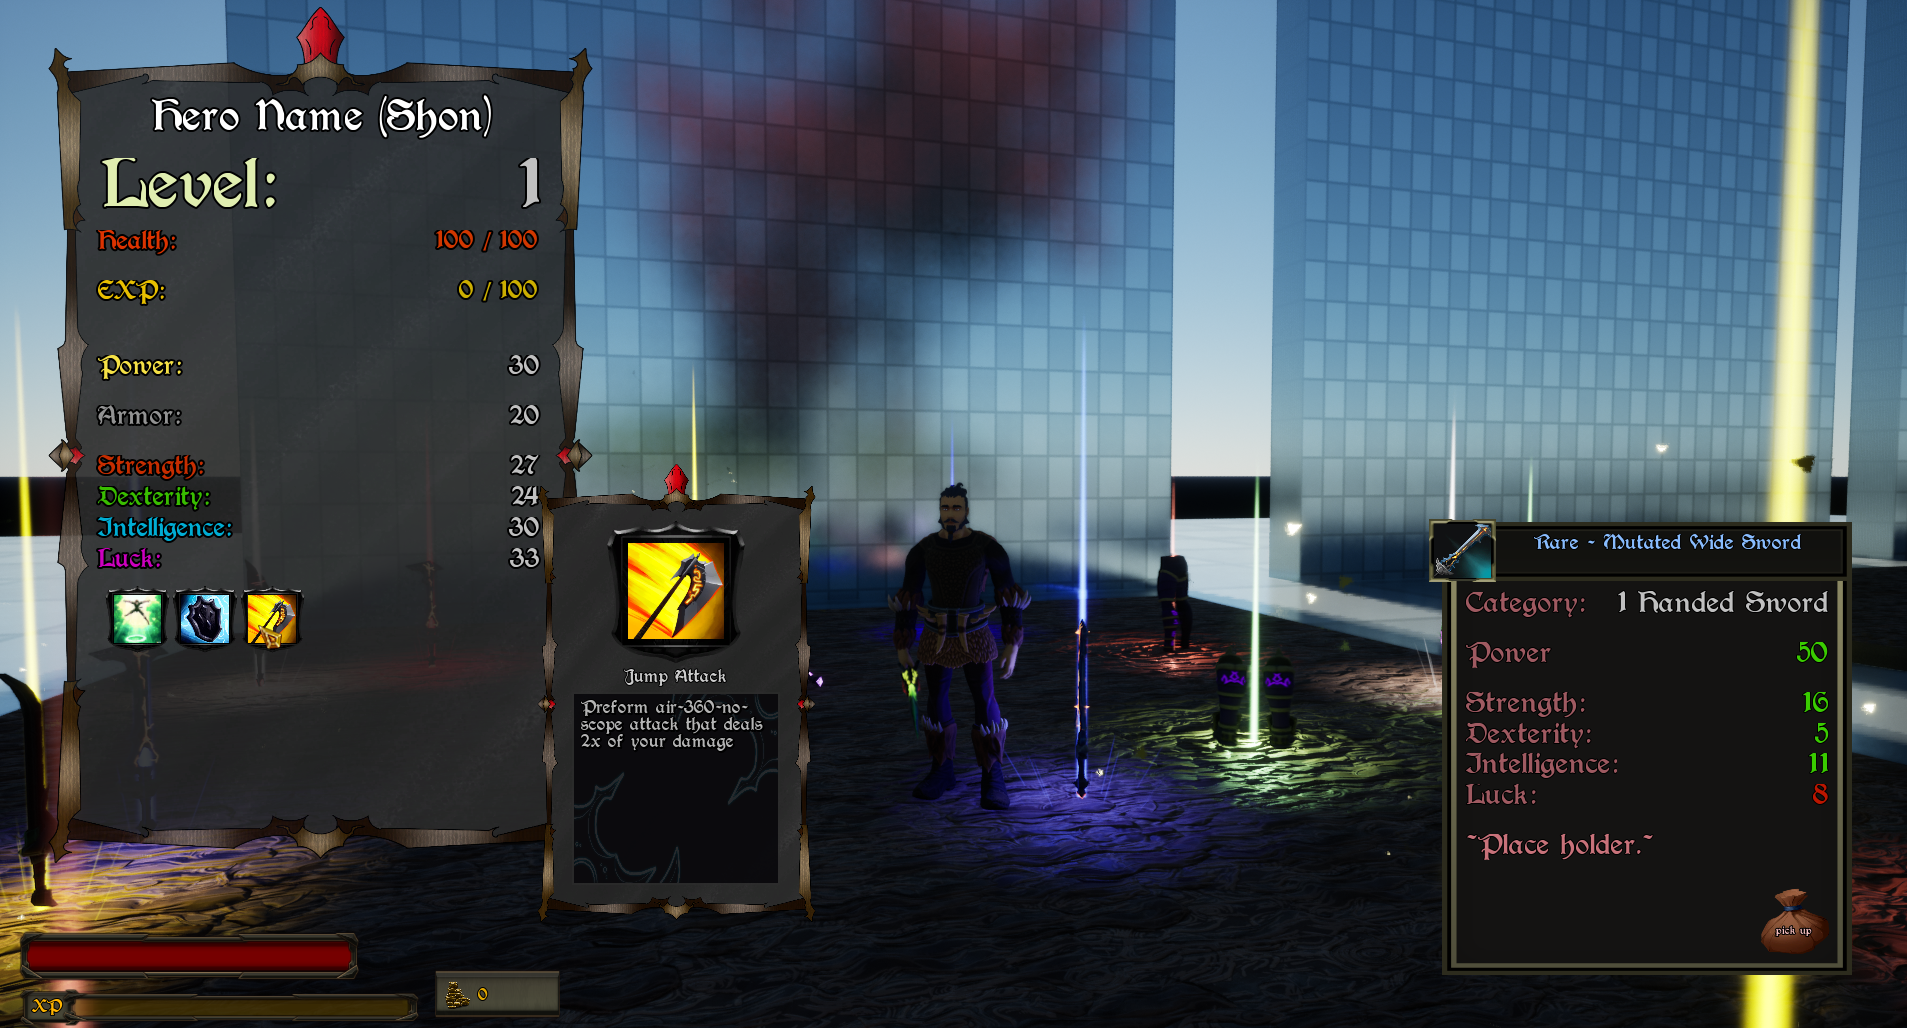 Hero Name (Shon)
Level: 1
Health: 100 / 100
EXP: 0 / 100
Power: 30
Armor: 20
Strength: 27
Dexterity: 24
Intelligence: 30
Luck: 33
Jump Attack
Preform air-360-no-
scope attack that deals
2x of your damage
Rare - Mutated Wide Sword
Category: 1 Handed Sword
Power 50
Strength: 16
Dexterity: 5
Intelligence: 11
Luck: 8
~Place holder.~
pick up
XP
0